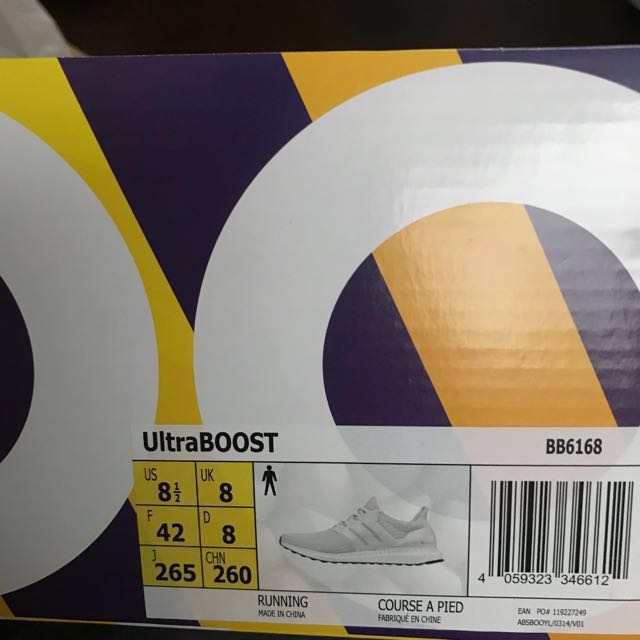 UltraBOOST BB6168
US 8½ UK 8
F 42 D 8
J 265 CHN 260
4 059323 346612
RUNNING COURSE A PIED
MADE IN CHINA FABRIQUÉ EN CHINE
EAN PO# 119227249
ABSBOOYL/0314/V01